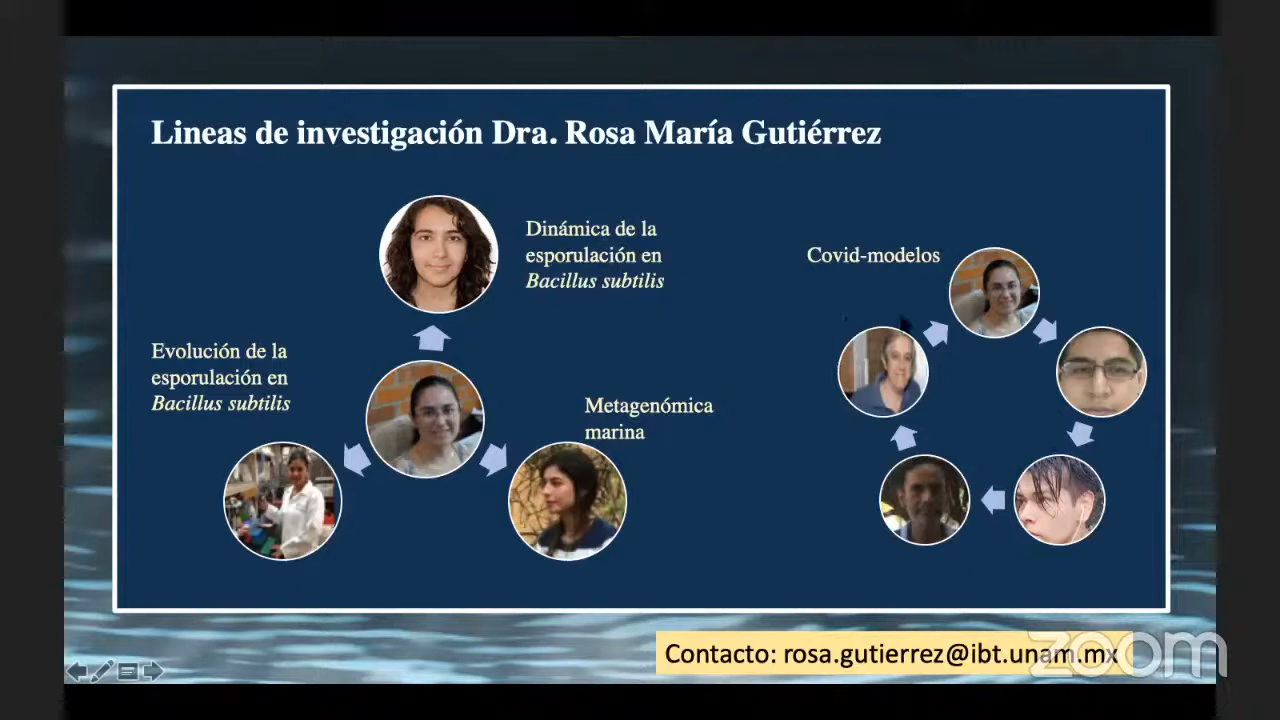 Lineas de investigación Dra. Rosa María Gutiérrez
Dinámica de la
esporulación en
Bacillus subtilis
Covid-modelos
Evolución de la
esporulación en
Bacillus subtilis
Metagenómica
marina
Contacto: rosa.gutierrez@ibt.unam.mx
zoom